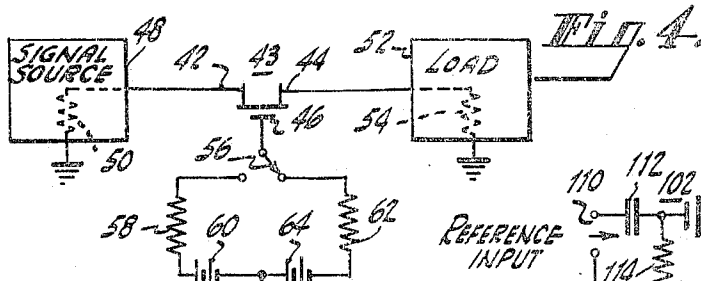 SIGNAL
SOURCE
48
42
43
44
52
LOAD
Fig. 4.
46
50
54
56
58
60
64
62
110
112
102
REFERENCE
INPUT
114